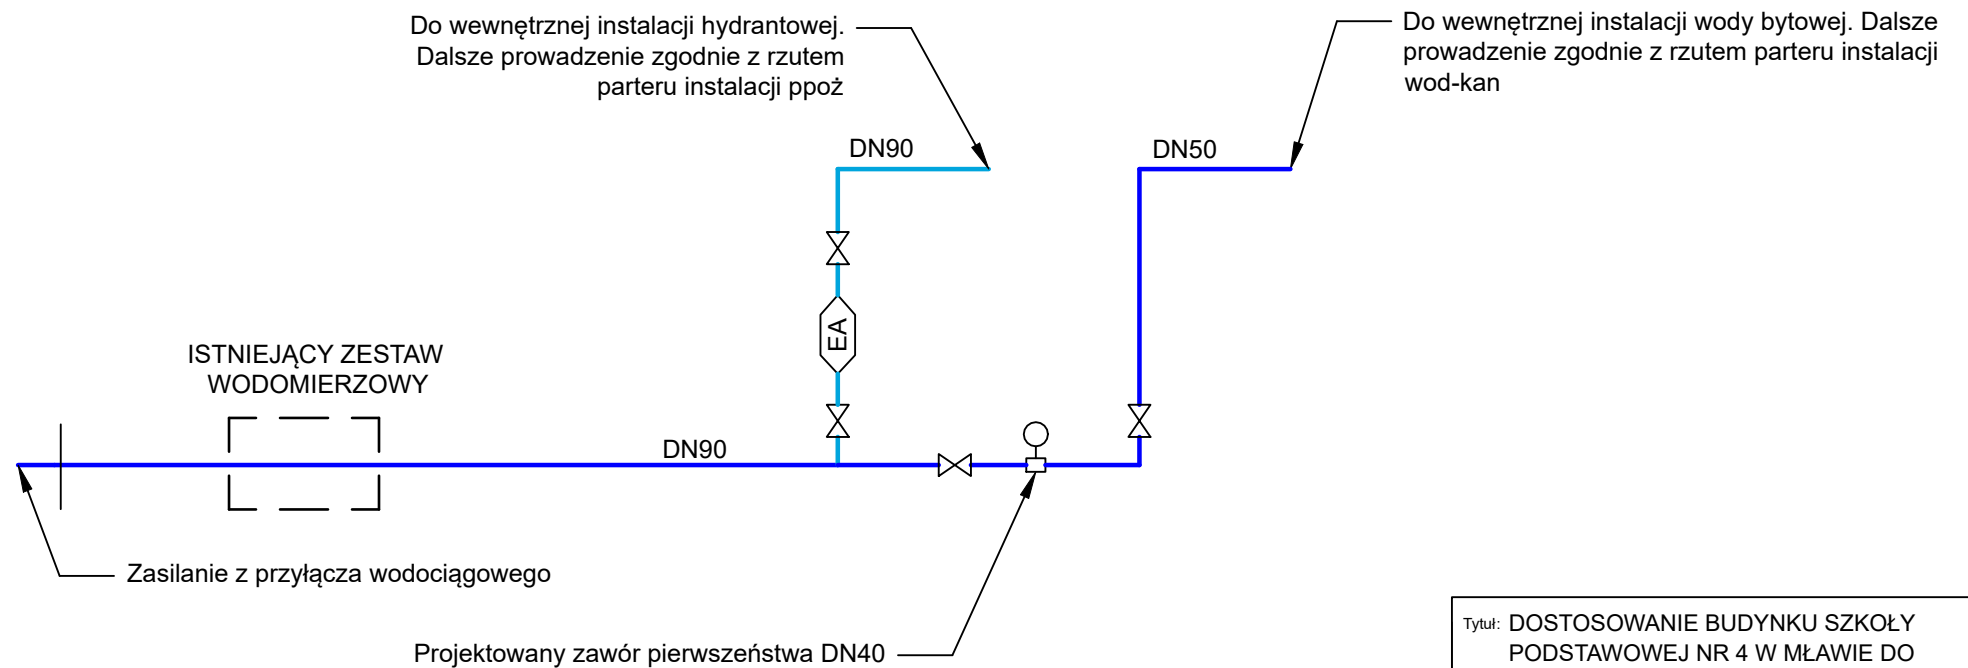 Do wewnętrznej instalacji hydrantowej.
Dalsze prowadzenie zgodnie z rzutem
parteru instalacji ppoż
Do wewnętrznej instalacji wody bytowej. Dalsze
prowadzenie zgodnie z rzutem parteru instalacji
wod-kan
DN90
DN50
EA
ISTNIEJĄCY ZESTAW
WODOMIERZOWY
DN90
Zasilanie z przyłącza wodociągowego
Projektowany zawór pierwszeństwa DN40
Tytuł: DOSTOSOWANIE BUDYNKU SZKOŁY
PODSTAWOWEJ NR 4 W MŁAWIE DO